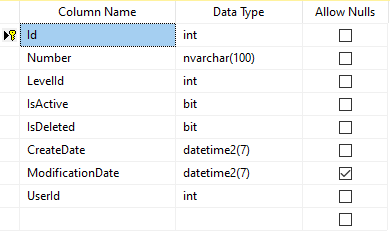 Column Name Data Type Allow Nulls
Id int
Number nvarchar(100)
LevelId int
IsActive bit
IsDeleted bit
CreateDate datetime2(7)
ModificationDate datetime2(7)
UserId int